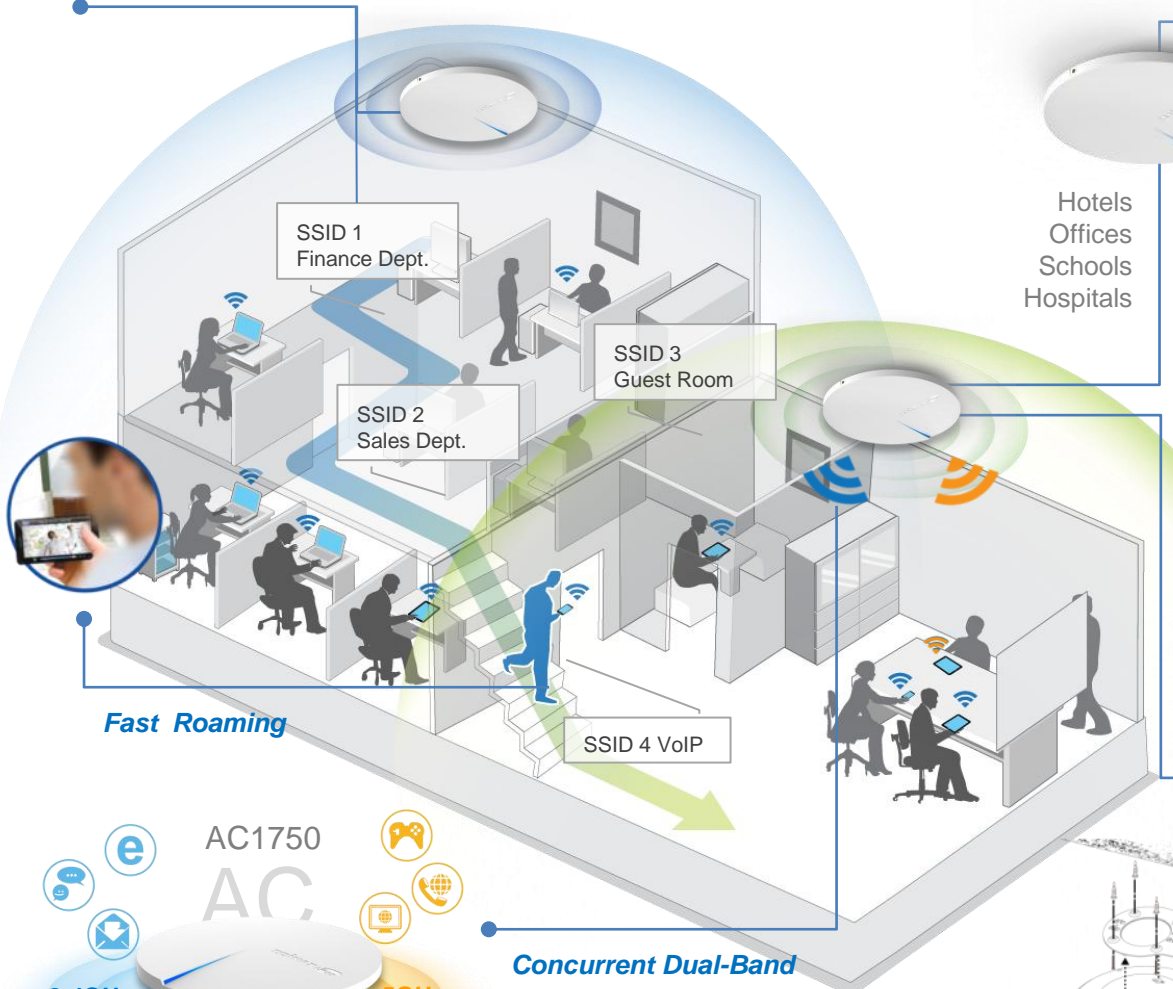 SSID 1
Finance Dept.
Hotels
Offices
Schools
Hospitals
SSID 3
Guest Room
SSID 2
Sales Dept.
Fast Roaming
SSID 4 VoIP
AC1750
AC
e
Concurrent Dual-Band